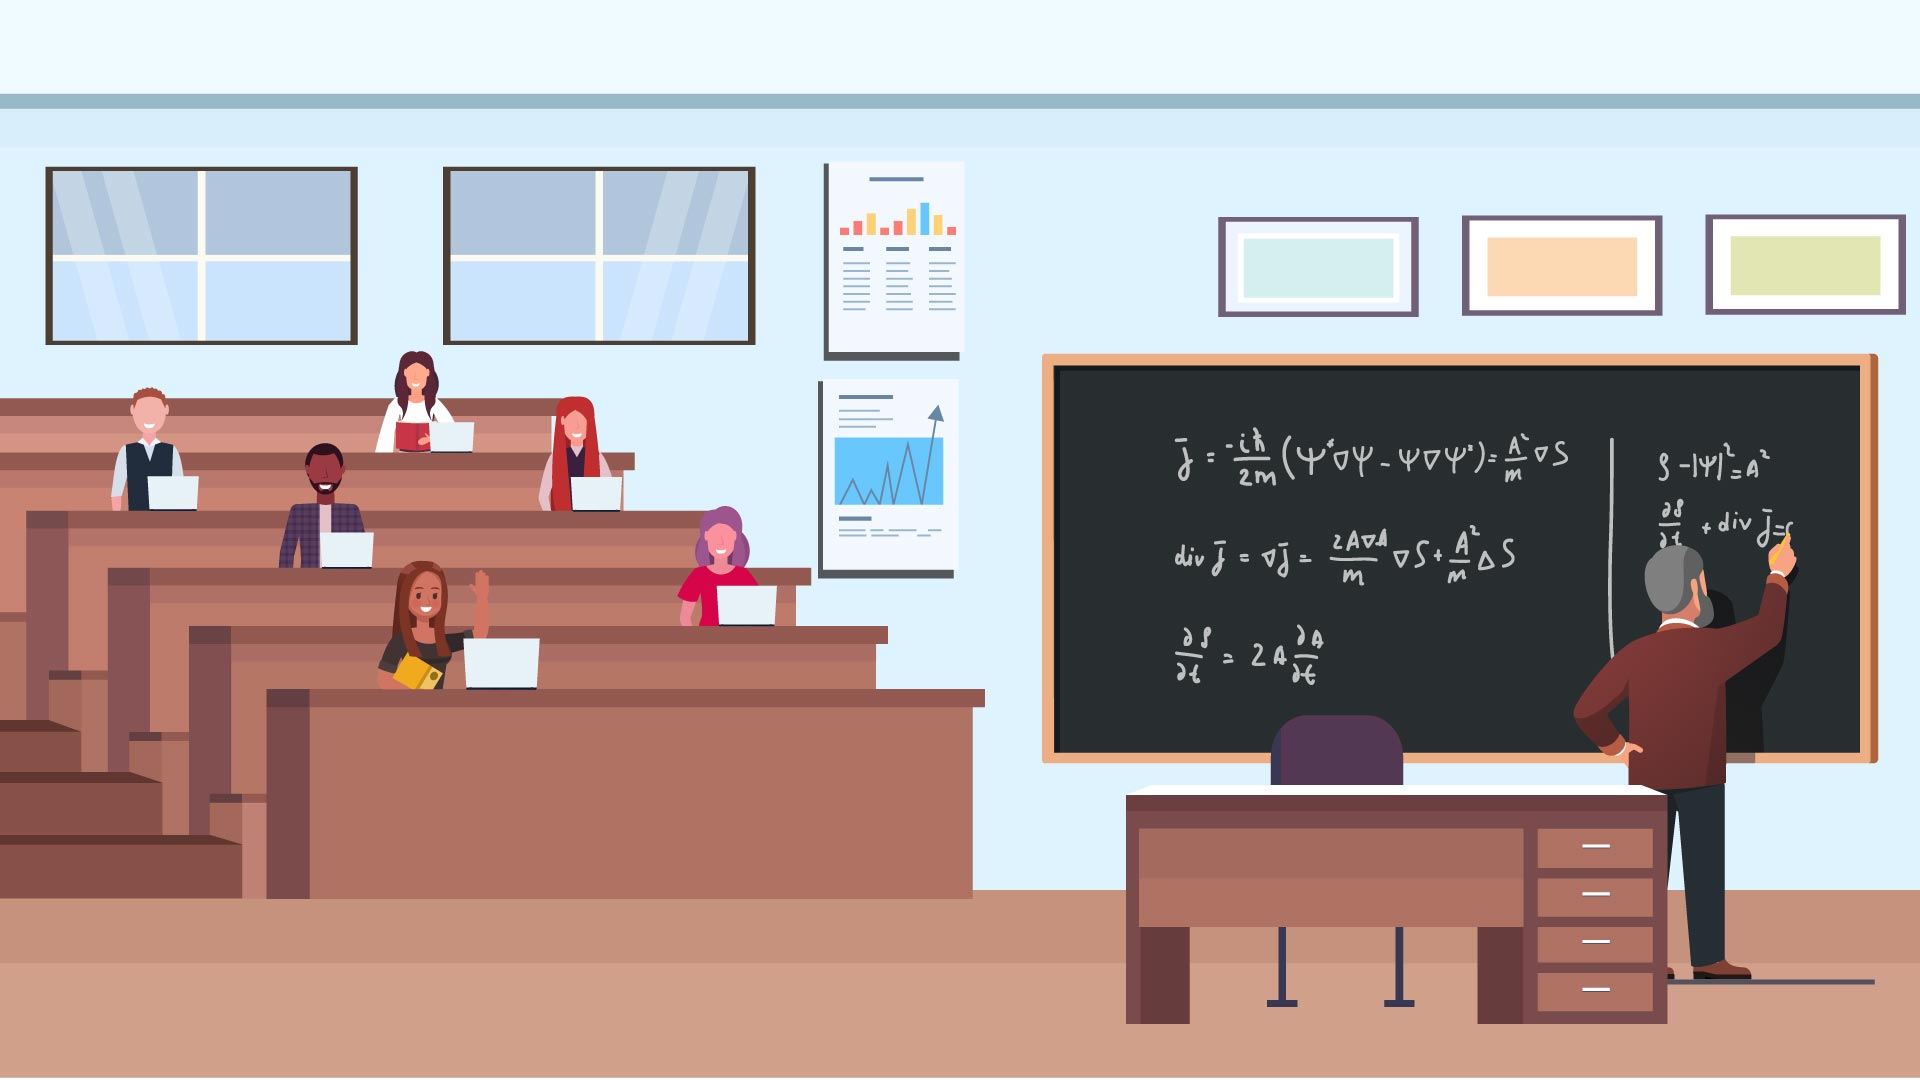 j̄ = -iħ/2m (Ψ*∇Ψ - Ψ∇Ψ*) = A²/m ∇S
div j̄ = ∇j̄ = 2A∇A/m ∇S + A²/m ΔS
∂ρ/∂t = 2A ∂A/∂t
ρ - |Ψ|² = A²
∂ρ/∂t + div j̄ =